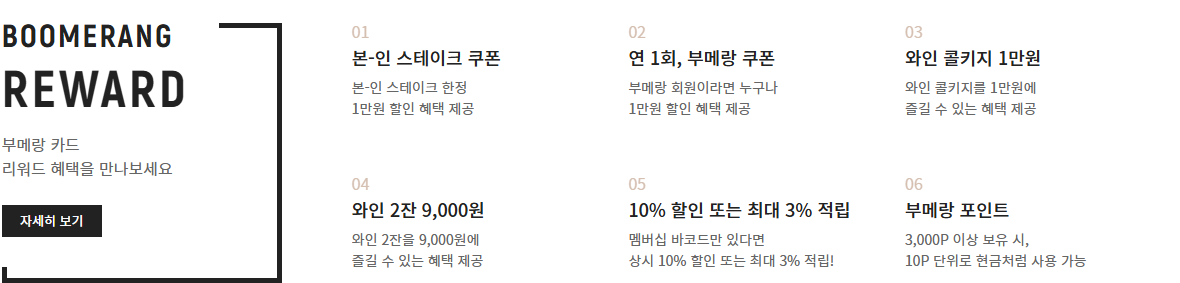 BOOMERANG
REWARD
부메랑 카드
리워드 혜택을 만나보세요
자세히 보기
01
본-인 스테이크 쿠폰
본-인 스테이크 한정
1만원 할인 혜택 제공
02
연 1회, 부메랑 쿠폰
부메랑 회원이라면 누구나
1만원 할인 혜택 제공
03
와인 콜키지 1만원
와인 콜키지를 1만원에
즐길 수 있는 혜택 제공
04
와인 2잔 9,000원
와인 2잔을 9,000원에
즐길 수 있는 혜택 제공
05
10% 할인 또는 최대 3% 적립
멤버십 바코드만 있다면
상시 10% 할인 또는 최대 3% 적립!
06
부메랑 포인트
3,000P 이상 보유 시,
10P 단위로 현금처럼 사용 가능